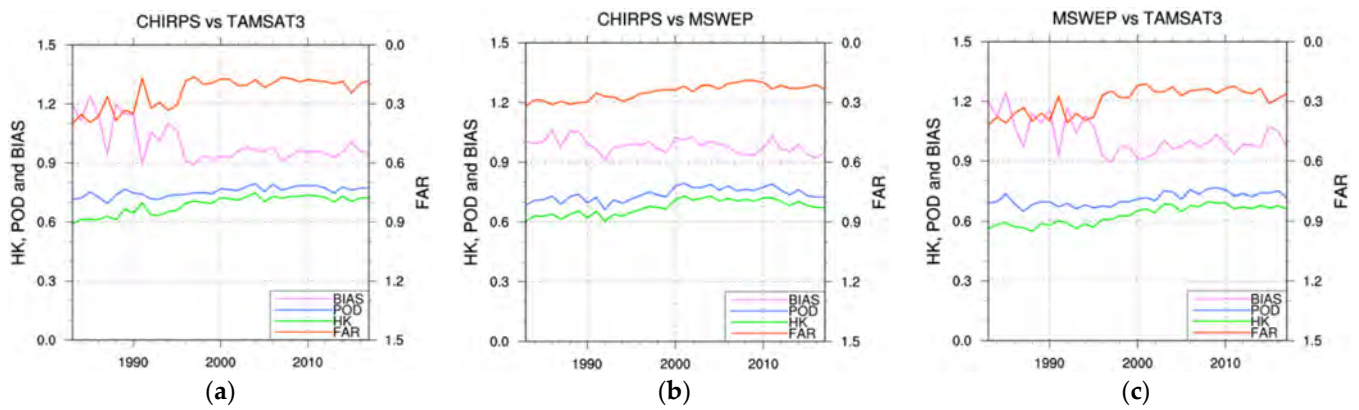 CHIRPS vs TAMSAT3
1.5
1.2
0.9
0.6
0.3
0.0
HK, POD and BIAS
0.0
0.3
0.6
0.9
1.2
1.5
FAR
BIAS
POD
HK
FAR
1990 2000 2010
(a)
CHIRPS vs MSWEP
1.5
1.2
0.9
0.6
0.3
0.0
HK, POD and BIAS
0.0
0.3
0.6
0.9
1.2
1.5
FAR
BIAS
POD
HK
FAR
1990 2000 2010
(b)
MSWEP vs TAMSAT3
1.5
1.2
0.9
0.6
0.3
0.0
HK, POD and BIAS
0.0
0.3
0.6
0.9
1.2
1.5
FAR
BIAS
POD
HK
FAR
1990 2000 2010
(c)